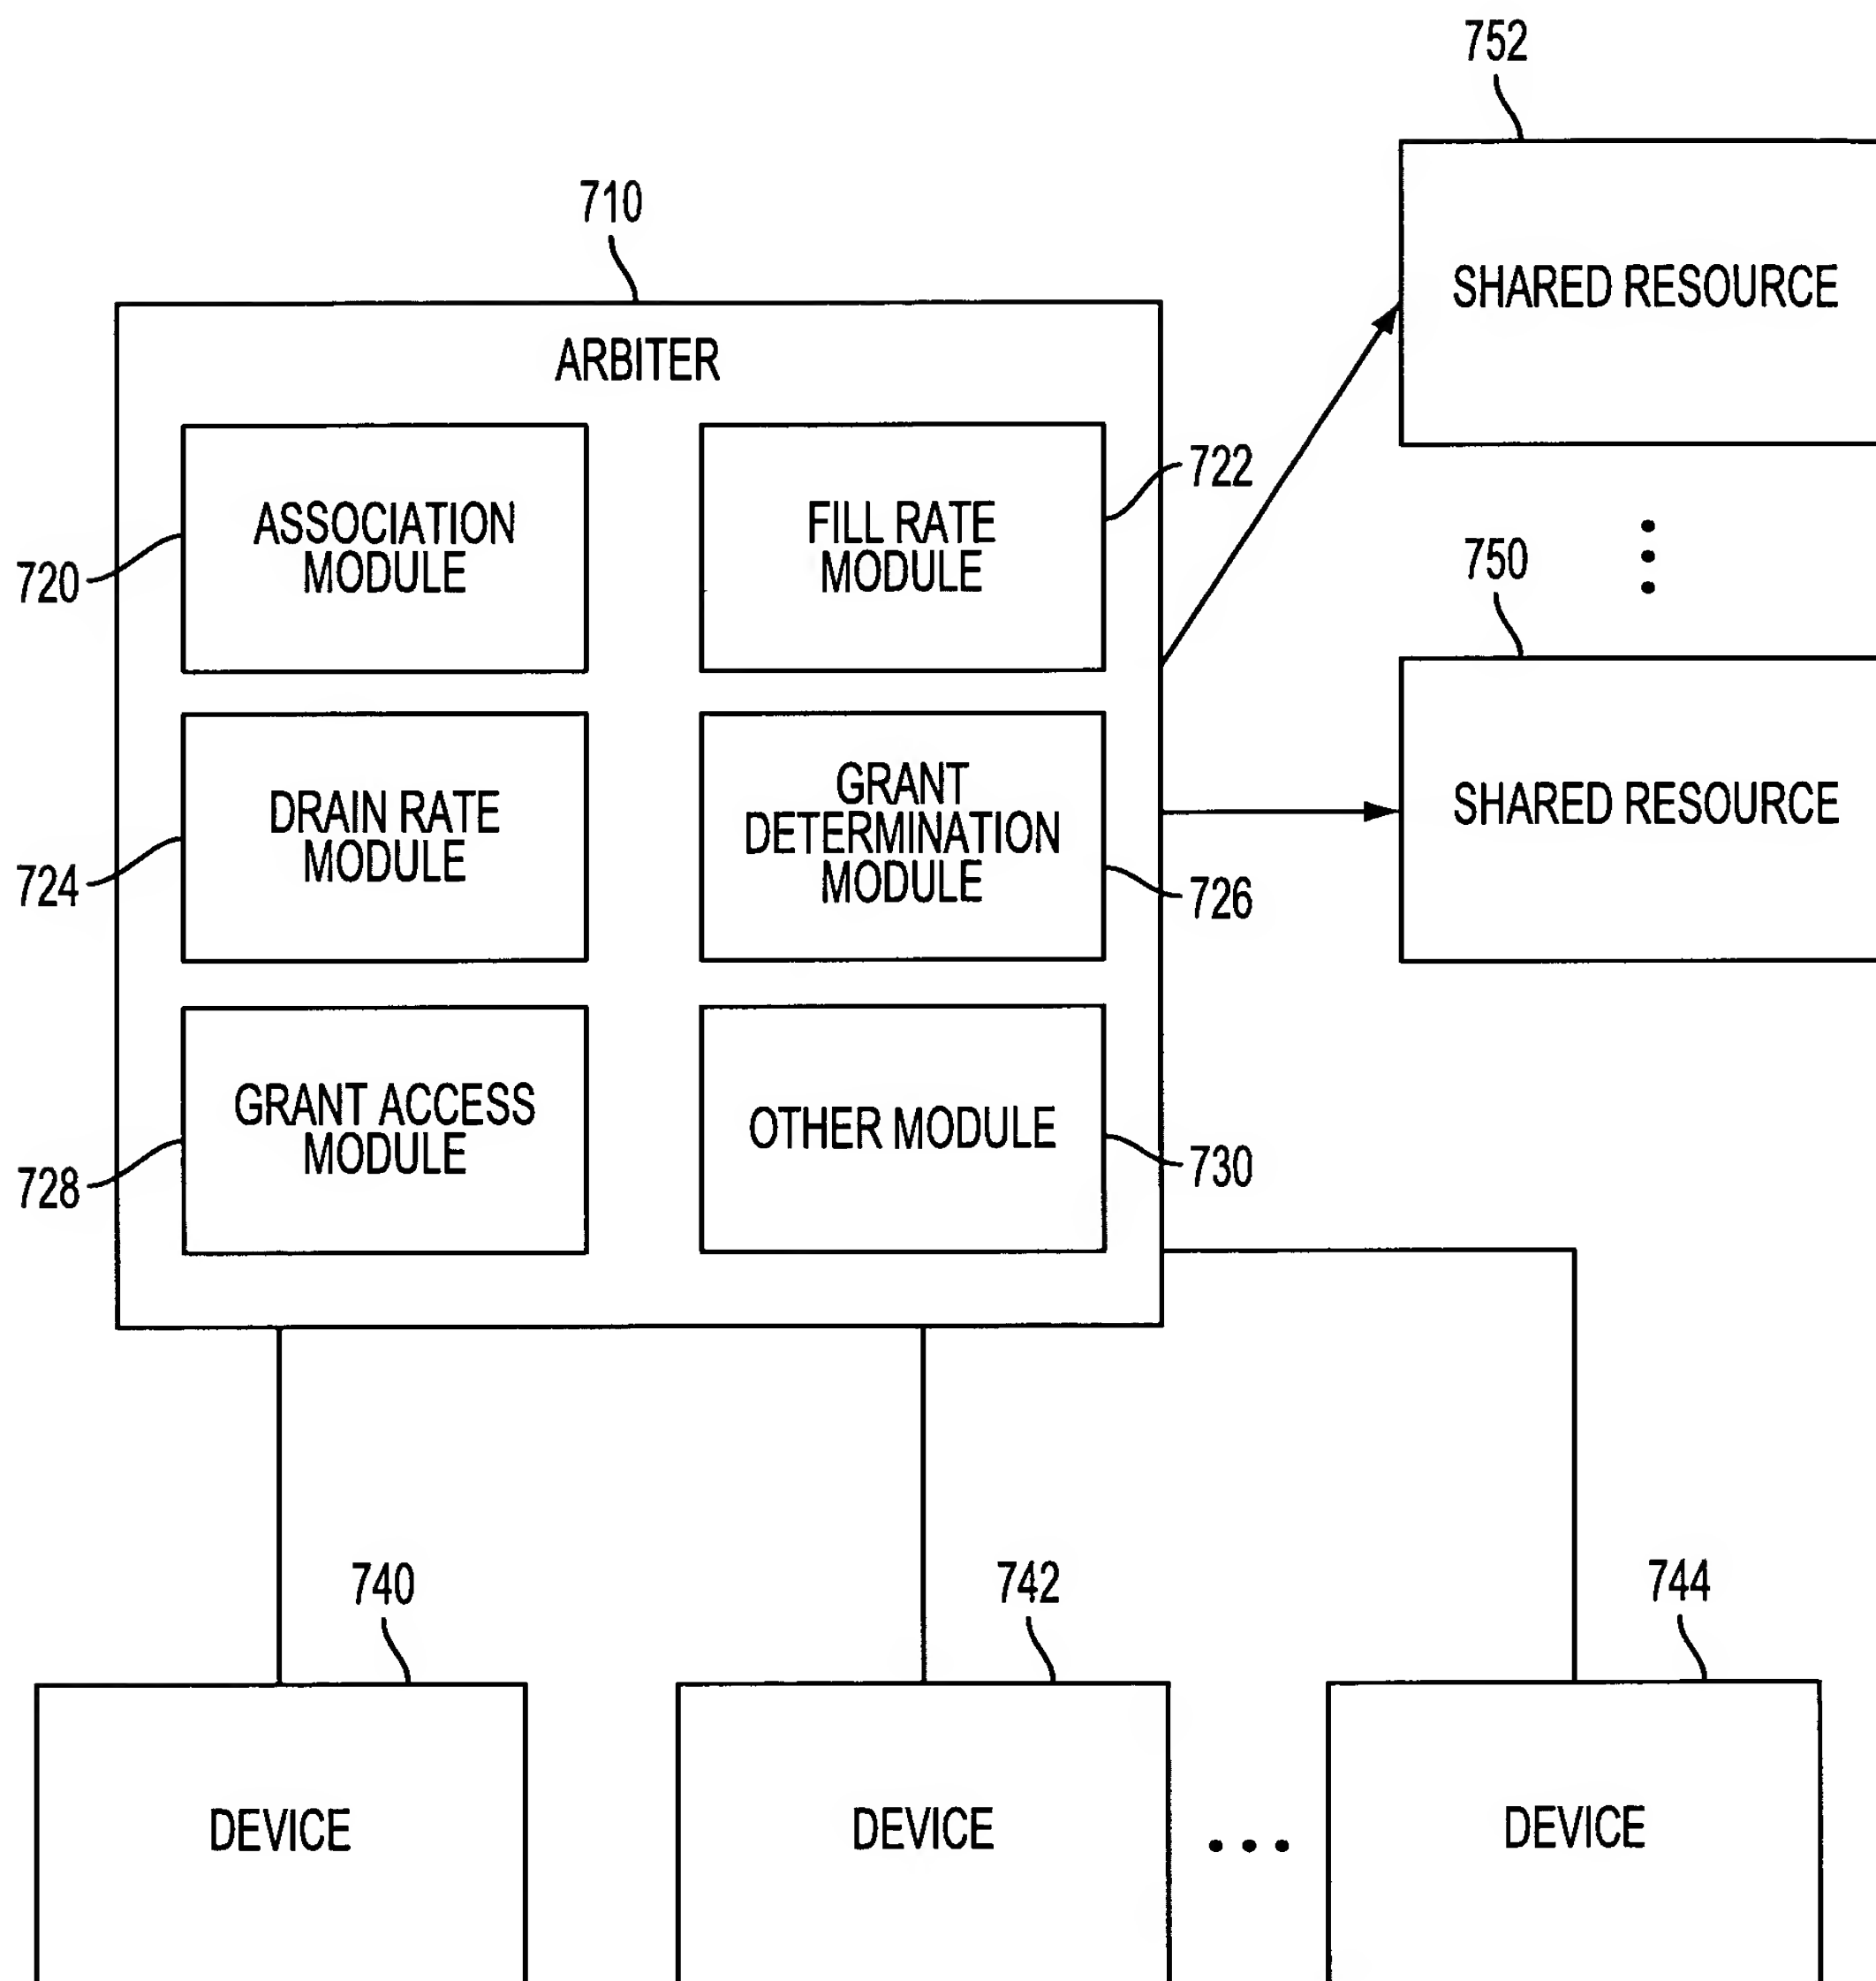 752
SHARED RESOURCE
710
ARBITER
ASSOCIATION
MODULE
720
FILL RATE
MODULE
722
750
SHARED RESOURCE
DRAIN RATE
MODULE
724
GRANT
DETERMINATION
MODULE
726
GRANT ACCESS
MODULE
728
OTHER MODULE
730
740
DEVICE
742
DEVICE
744
DEVICE